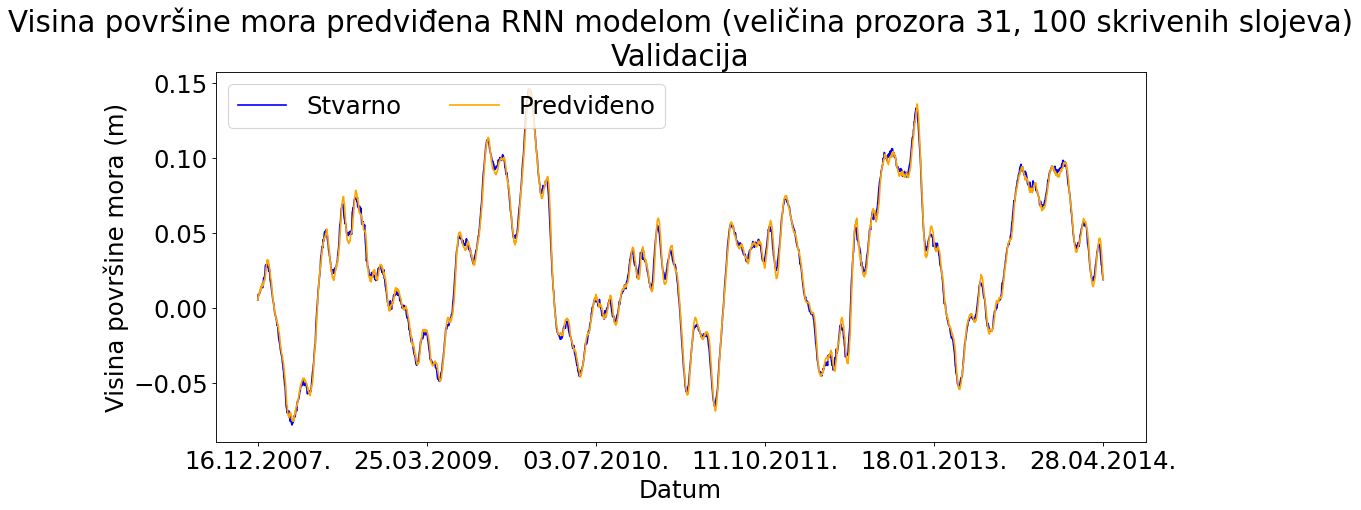 Visina površine mora predviđena RNN modelom (veličina prozora 31, 100 skrivenih slojeva)
Validacija
Stvarno Predviđeno
Visina površine mora (m)
0.15
0.10
0.05
0.00
−0.05
16.12.2007. 25.03.2009. 03.07.2010. 11.10.2011. 18.01.2013. 28.04.2014.
Datum